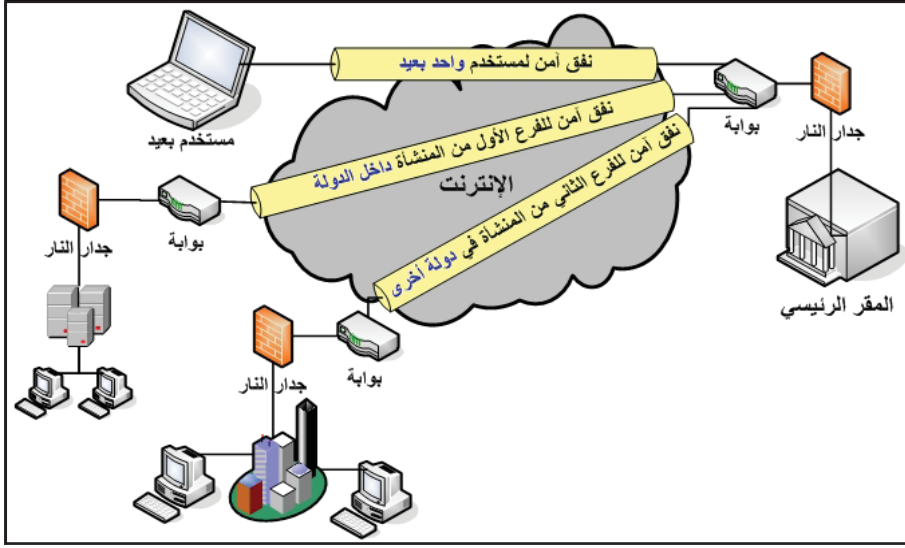 نفق آمن لمستخدم واحد بعيد
نفق آمن للفرع الأول من المنشأة داخل الدولة
نفق آمن للفرع الثاني من المنشأة في دولة أخرى
الإنترنت
مستخدم بعيد
بوابة
جدار النار
المقر الرئيسي
بوابة
جدار النار
بوابة
جدار النار